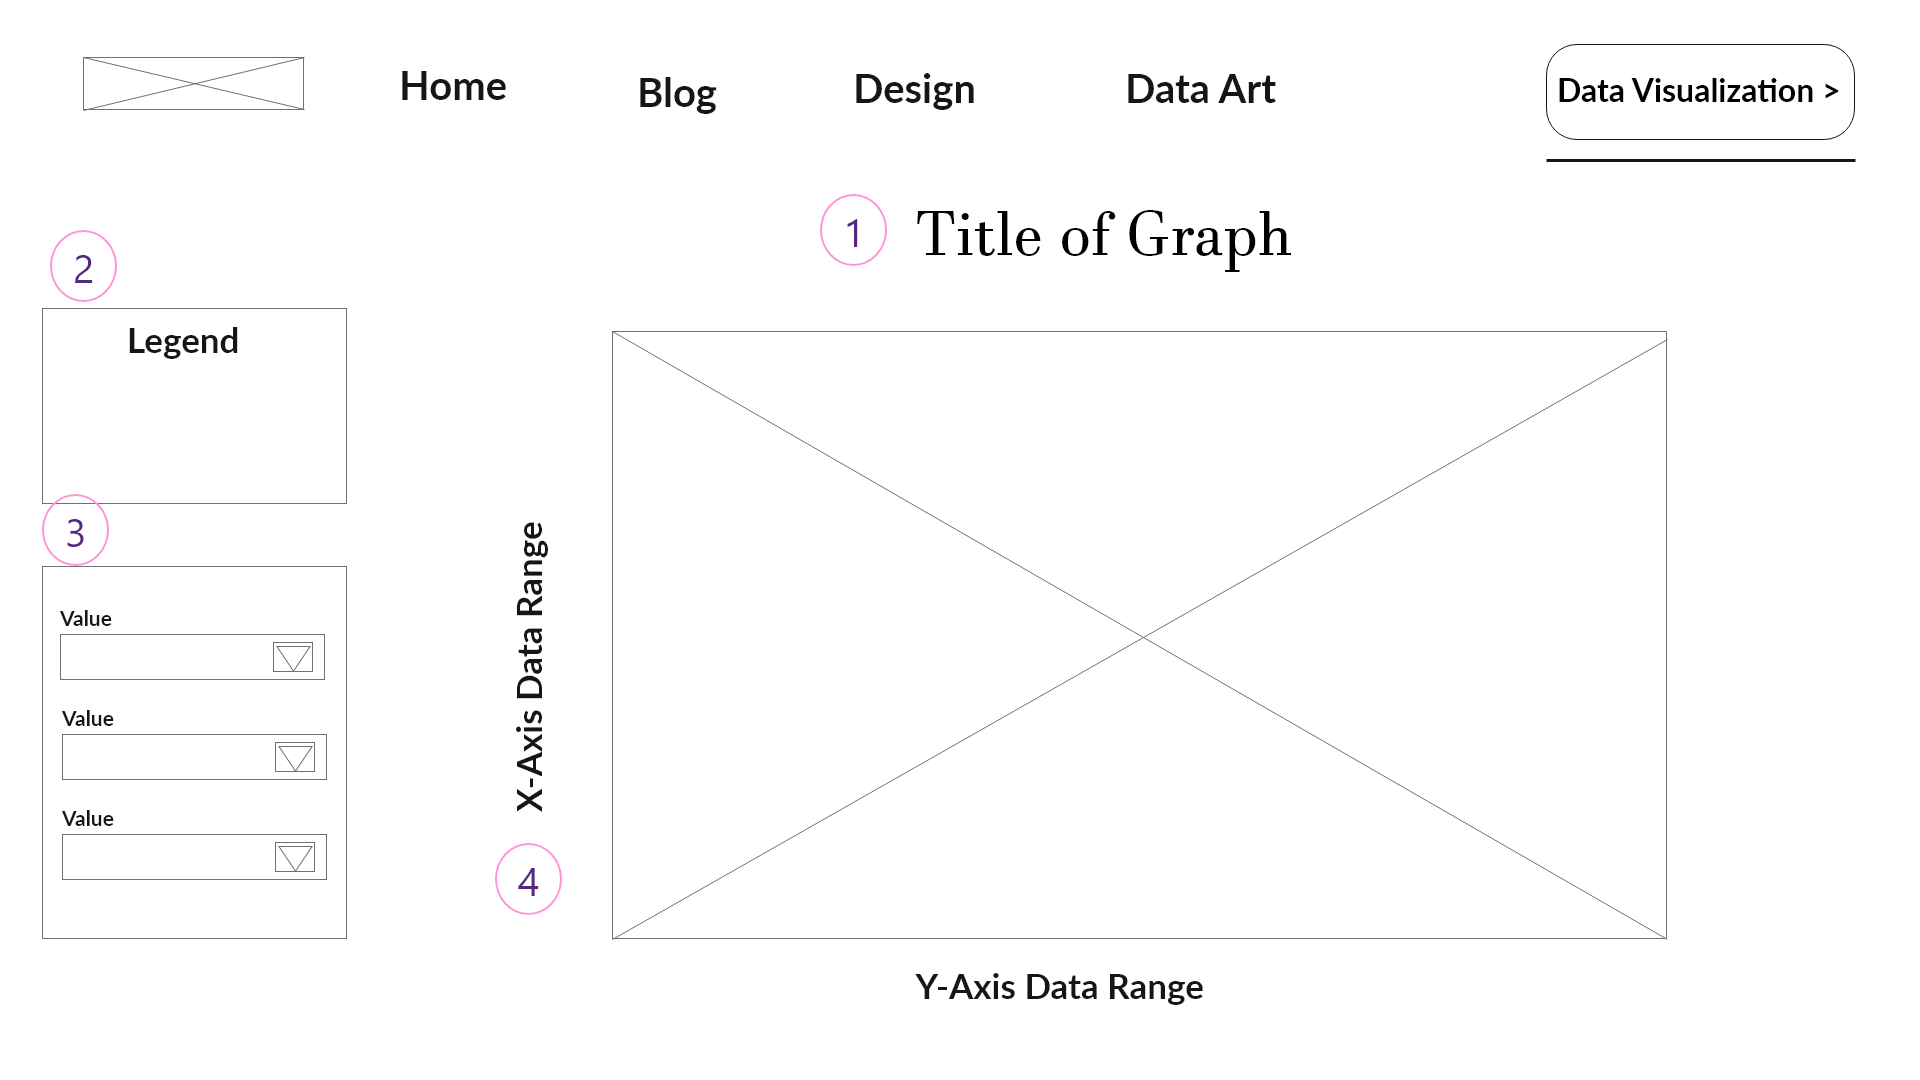 Home
Blog
Design
Data Art
Data Visualization >
1
Title of Graph
2
Legend
3
Value
Value
Value
X-Axis Data Range
4
Y-Axis Data Range